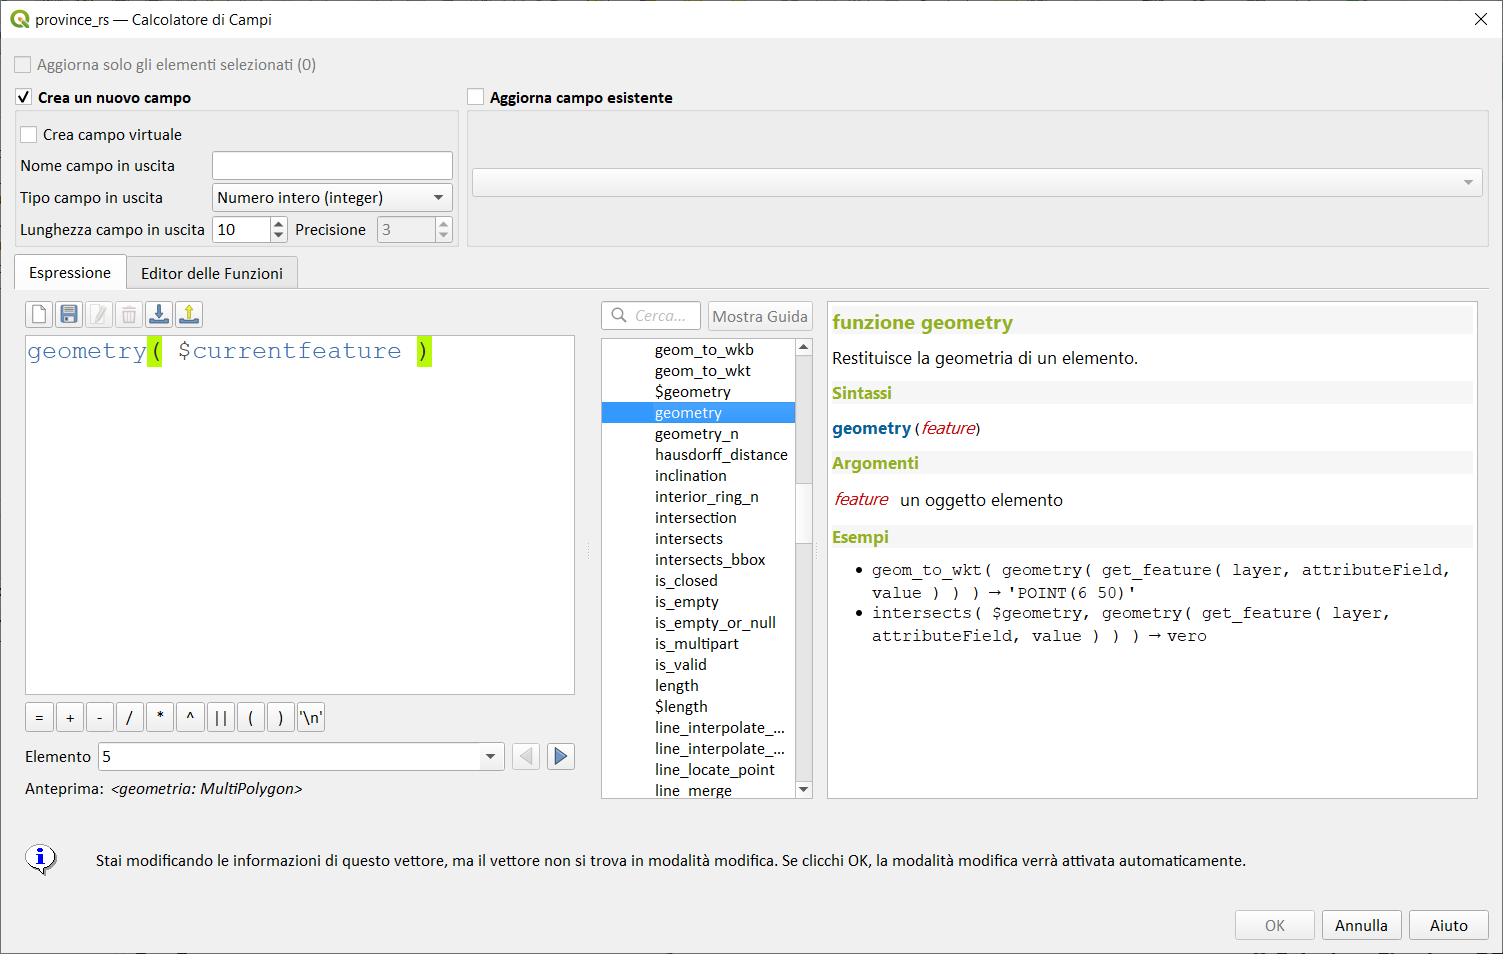 province_rs — Calcolatore di Campi
Aggiorna solo gli elementi selezionati (0)
Crea un nuovo campo
Aggiorna campo esistente
Crea campo virtuale
Nome campo in uscita
Tipo campo in uscita Numero intero (integer)
Lunghezza campo in uscita 10 Precisione 3
Espressione Editor delle Funzioni
geometry( $currentfeature )
= + - / * ^ || ( ) '\n'
Elemento 5
Anteprima: <geometria: MultiPolygon>
Cerca... Mostra Guida
geom_to_wkb
geom_to_wkt
$geometry
geometry
geometry_n
hausdorff_distance
inclination
interior_ring_n
intersection
intersects
intersects_bbox
is_closed
is_empty
is_empty_or_null
is_multipart
is_valid
length
$length
line_interpolate_...
line_interpolate_...
line_locate_point
line_merge
funzione geometry
Restituisce la geometria di un elemento.
Sintassi
geometry(feature)
Argomenti
feature un oggetto elemento
Esempi
• geom_to_wkt( geometry( get_feature( layer, attributeField,
value ) ) ) → 'POINT(6 50)'
• intersects( $geometry, geometry( get_feature( layer,
attributeField, value ) ) ) → vero
Stai modificando le informazioni di questo vettore, ma il vettore non si trova in modalità modifica. Se clicchi OK, la modalità modifica verrà attivata automaticamente.
OK Annulla Aiuto